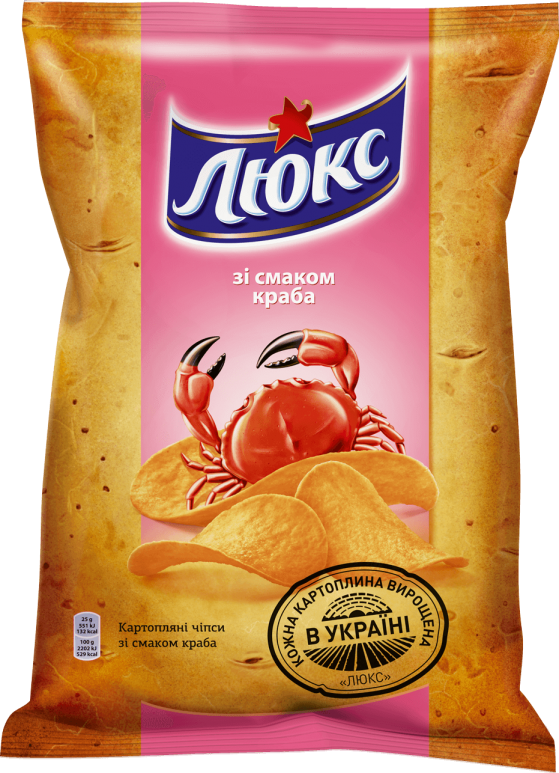 Люкс
зі смаком
краба
25 g
551 kJ
132 kcal
100 g
2202 kJ
529 kcal
Картопляні чіпси
зі смаком краба
КОЖНА КАРТОПЛИНА ВИРОЩЕНА
В УКРАЇНІ
«ЛЮКС»